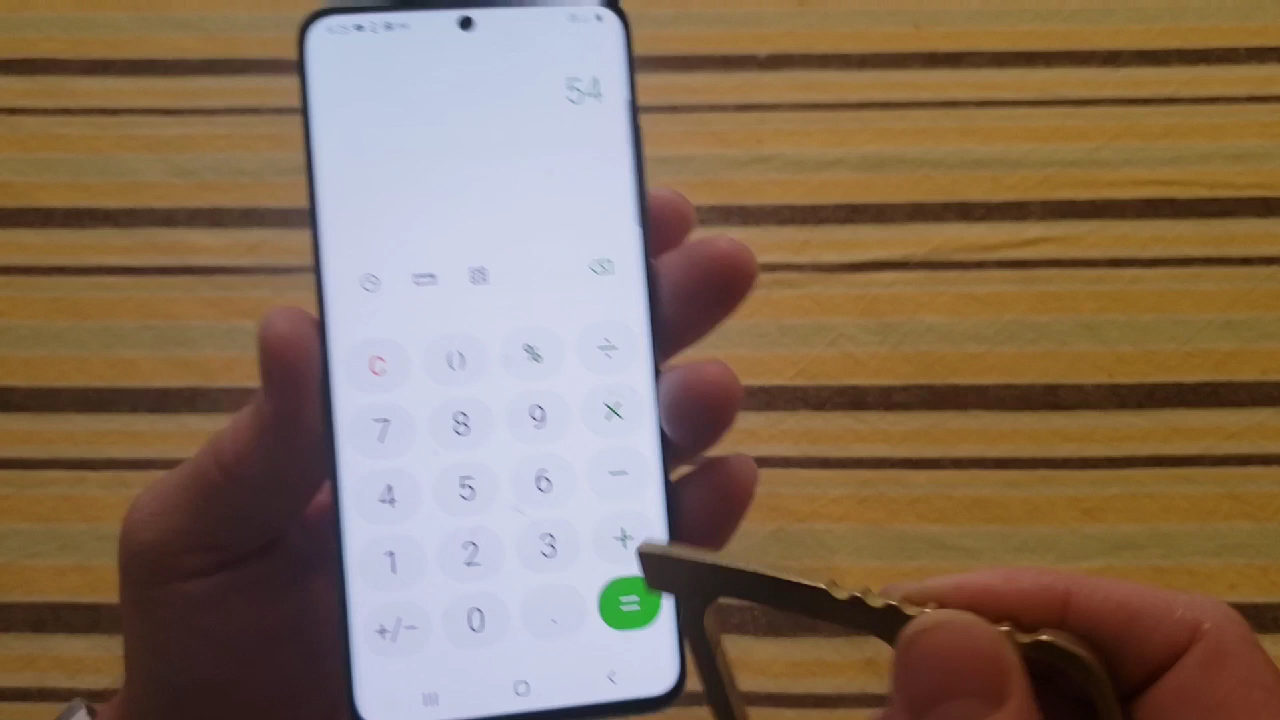 54
C () % ÷
7 8 9 ×
4 5 6 −
1 2 3 +
+/− 0 . =